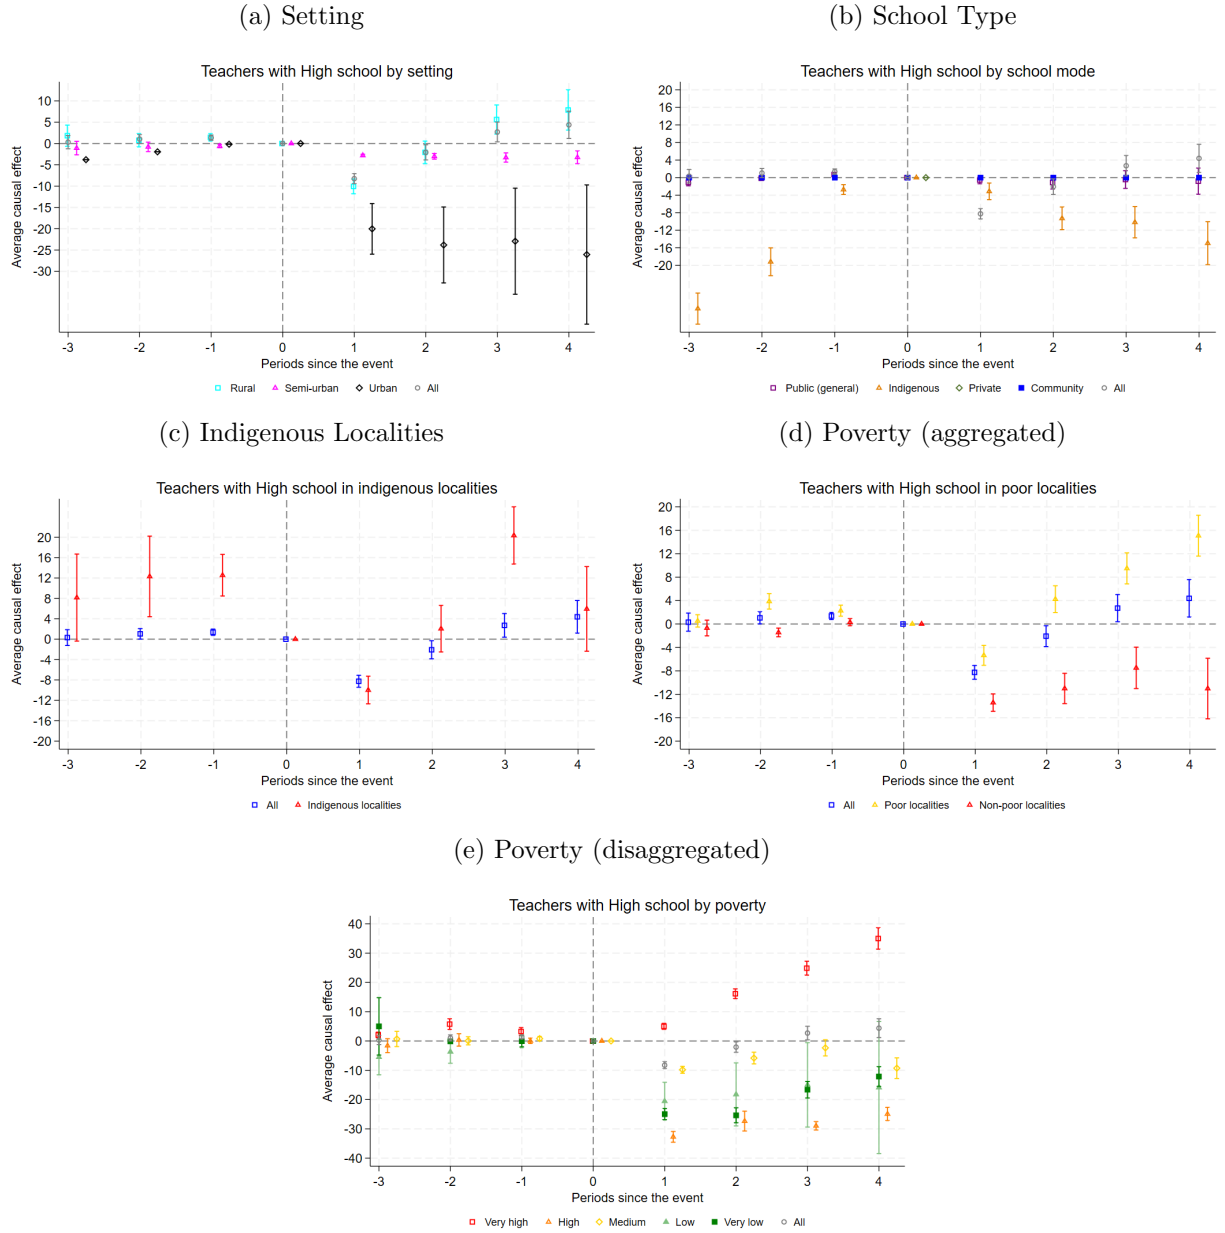 (a) Setting
Teachers with High school by setting
Average causal effect
10
5
0
-5
-10
-15
-20
-25
-30
-3 -2 -1 0 1 2 3 4
Periods since the event
Rural Semi-urban Urban All
(b) School Type
Teachers with High school by school mode
Average causal effect
20
16
12
8
4
0
-4
-8
-12
-16
-20
-3 -2 -1 0 1 2 3 4
Periods since the event
Public (general) Indigenous Private Community All
(c) Indigenous Localities
Teachers with High school in indigenous localities
Average causal effect
20
16
12
8
4
0
-4
-8
-12
-16
-20
-3 -2 -1 0 1 2 3 4
Periods since the event
All Indigenous localities
(d) Poverty (aggregated)
Teachers with High school in poor localities
Average causal effect
20
16
12
8
4
0
-4
-8
-12
-16
-20
-3 -2 -1 0 1 2 3 4
Periods since the event
All Poor localities Non-poor localities
(e) Poverty (disaggregated)
Teachers with High school by poverty
Average causal effect
40
30
20
10
0
-10
-20
-30
-40
-3 -2 -1 0 1 2 3 4
Periods since the event
Very high High Medium Low Very low All